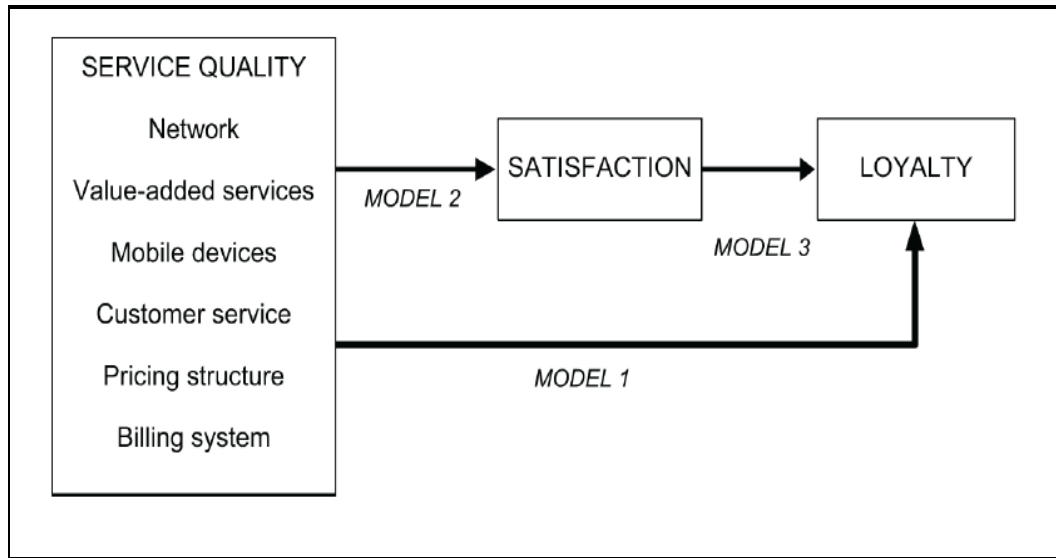 SERVICE QUALITY
Network
Value-added services
Mobile devices
Customer service
Pricing structure
Billing system
MODEL 2
SATISFACTION
MODEL 3
LOYALTY
MODEL 1